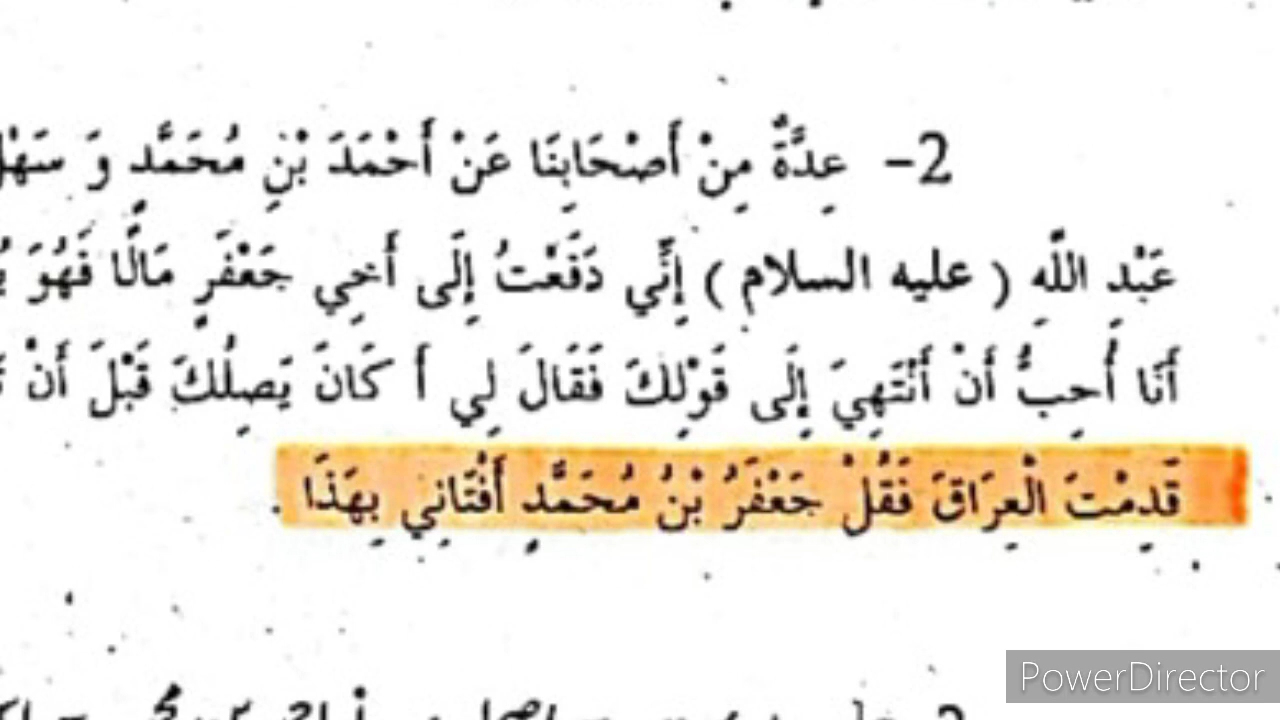 2- عِدَّةٌ مِنْ أَصْحَابِنَا عَنْ أَحْمَدَ بْنِ مُحَمَّدٍ وَ سَهْلِ
عَبْدِ اللَّهِ ( عليه السلام ) إِنِّي دَفَعْتُ إِلَى أَخِي جَعْفَرٍ مَالًا فَهُوَ
أَنَا أُحِبُّ أَنْ أَنْتَهِيَ إِلَى قَوْلِكَ فَقَالَ لِي أَ كَانَ يَصِلُكَ قَبْلَ أَنْ
قَدِمْتَ الْعِرَاقَ فَقُلْ جَعْفَرُ بْنُ مُحَمَّدٍ أَفْتَانِي بِهَذَا .
PowerDirector